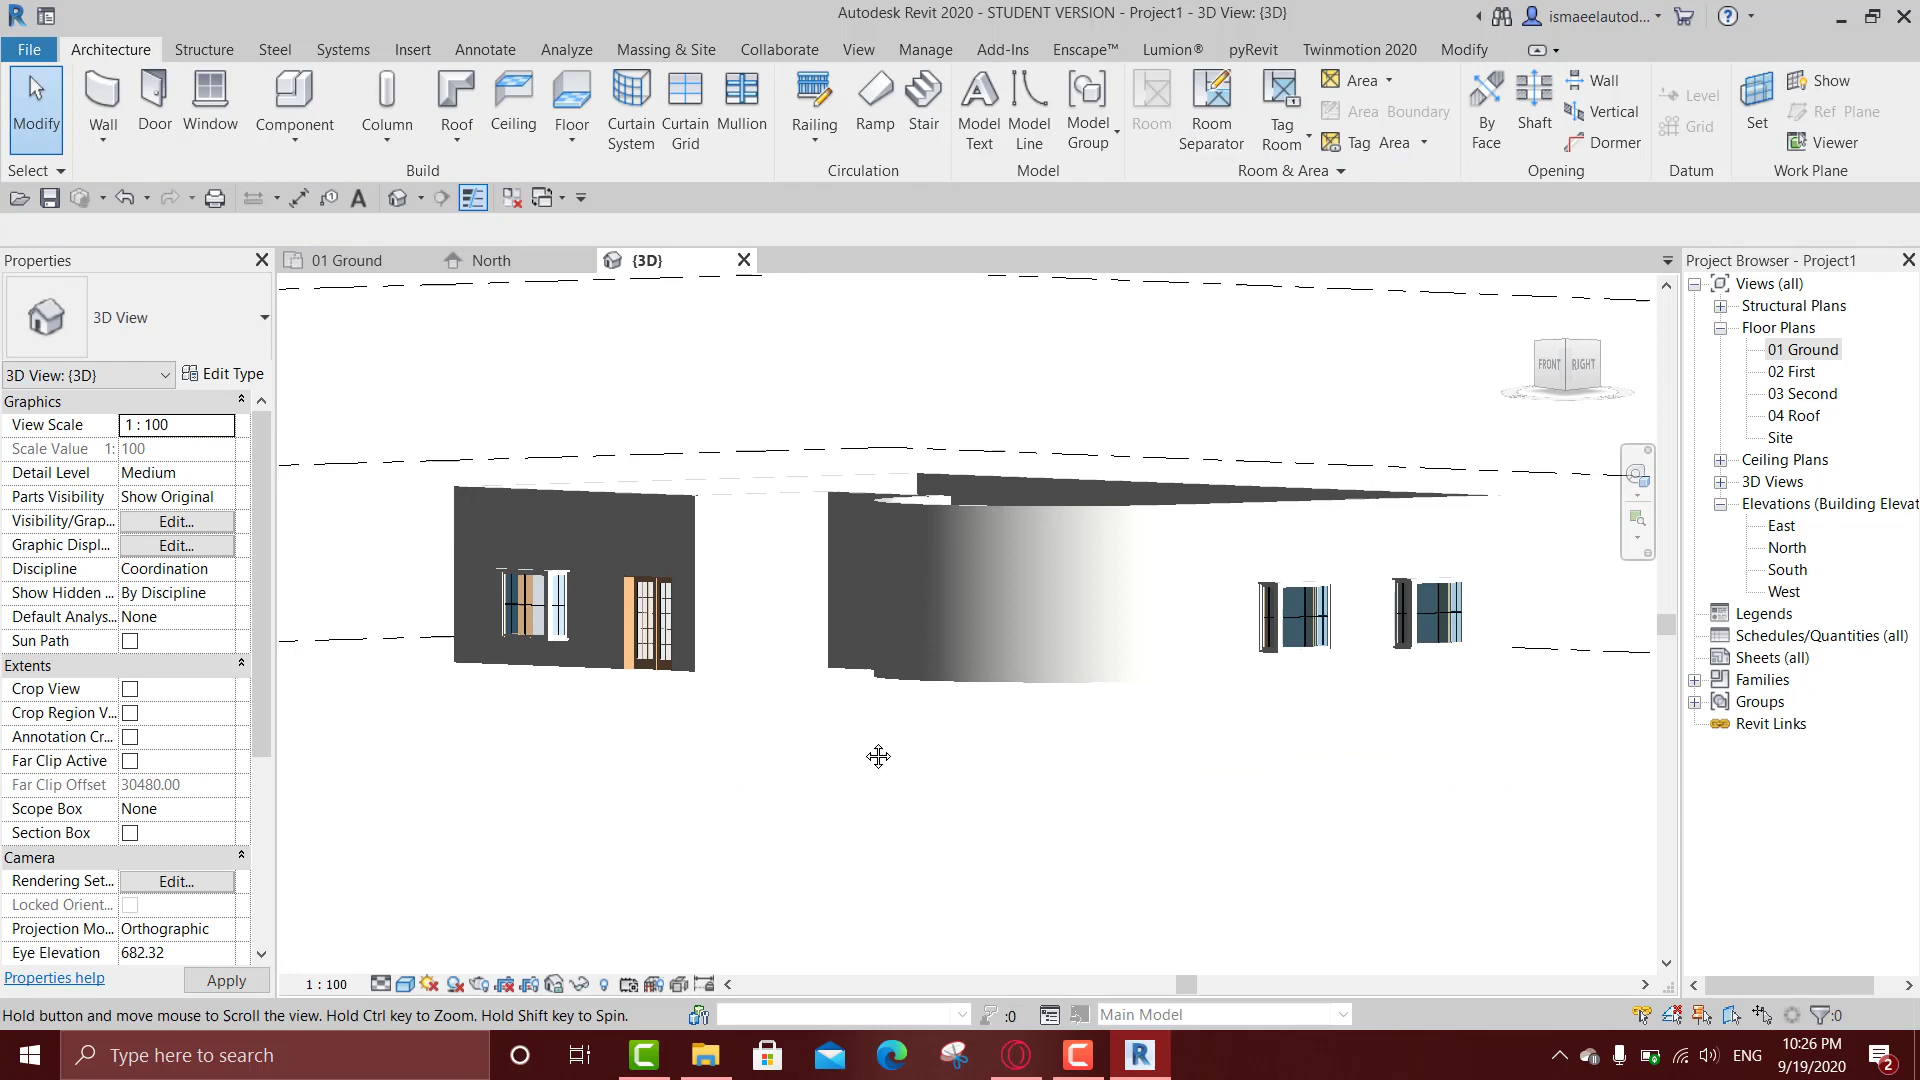 Autodesk Revit 2020 - STUDENT VERSION - Project1 - 3D View: {3D}
ismaeelautod...
File Architecture Structure Steel Systems Insert Annotate Analyze Massing & Site Collaborate View Manage Add-Ins Enscape™ Lumion® pyRevit Twinmotion 2020 Modify
Modify Wall Door Window Component Column Roof Ceiling Floor Curtain System Curtain Grid Mullion Railing Ramp Stair Model Text Model Line Model Group Room Room Separator Tag Room
Area
Area Boundary
Tag Area
By Face Shaft
Wall
Vertical
Dormer
Level
Grid
Set
Show
Ref Plane
Viewer
Select Build Circulation Model Room & Area Opening Datum Work Plane
Properties
01 Ground North {3D}
3D View
3D View: {3D} Edit Type
Graphics
View Scale 1 : 100
Scale Value 1: 100
Detail Level Medium
Parts Visibility Show Original
Visibility/Grap... Edit...
Graphic Displ... Edit...
Discipline Coordination
Show Hidden ... By Discipline
Default Analys... None
Sun Path
Extents
Crop View
Crop Region V...
Annotation Cr...
Far Clip Active
Far Clip Offset 30480.00
Scope Box None
Section Box
Camera
Rendering Set... Edit...
Locked Orient...
Projection Mo... Orthographic
Eye Elevation 682.32
Properties help Apply
FRONT RIGHT
Project Browser - Project1
Views (all)
Structural Plans
Floor Plans
01 Ground
02 First
03 Second
04 Roof
Site
Ceiling Plans
3D Views
Elevations (Building Elevat
East
North
South
West
Legends
Schedules/Quantities (all)
Sheets (all)
Families
Groups
Revit Links
1 : 100
Hold button and move mouse to Scroll the view. Hold Ctrl key to Zoom. Hold Shift key to Spin.
:0
Main Model
:0
Type here to search
ENG
10:26 PM
9/19/2020
2